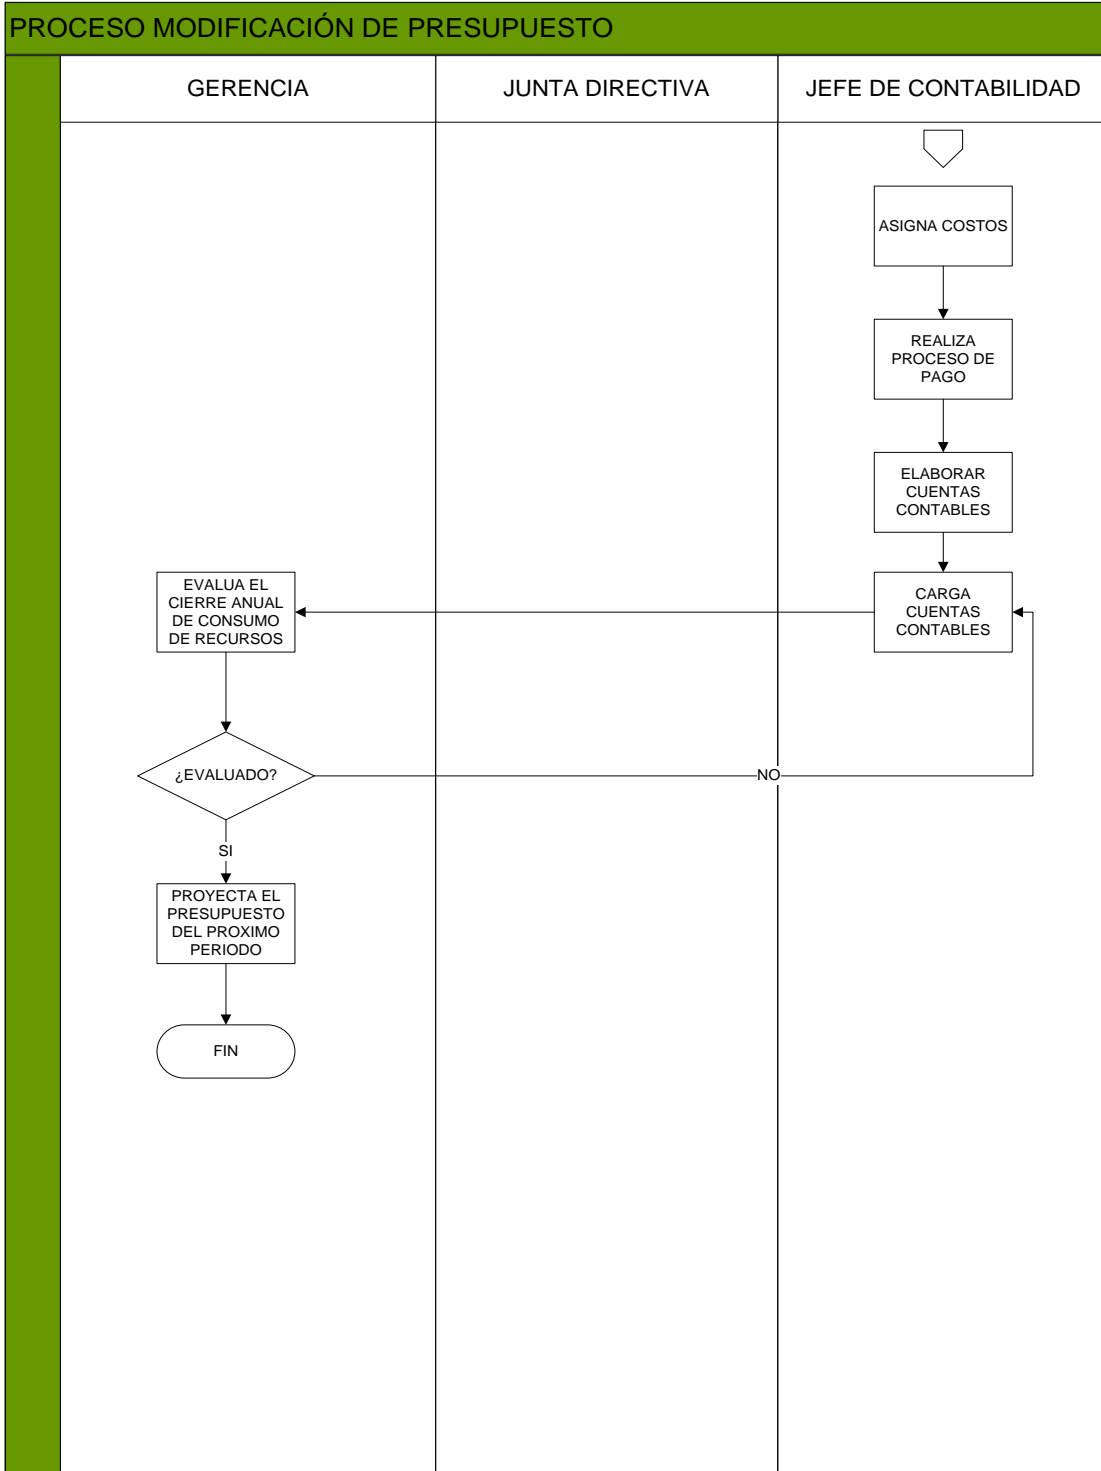 PROCESO MODIFICACIÓN DE PRESUPUESTO
GERENCIA
JUNTA DIRECTIVA
JEFE DE CONTABILIDAD
ASIGNA COSTOS
REALIZA
PROCESO DE
PAGO
ELABORAR
CUENTAS
CONTABLES
CARGA
CUENTAS
CONTABLES
EVALUA EL
CIERRE ANUAL
DE CONSUMO
DE RECURSOS
¿EVALUADO?
NO
SI
PROYECTA EL
PRESUPUESTO
DEL PROXIMO
PERIODO
FIN